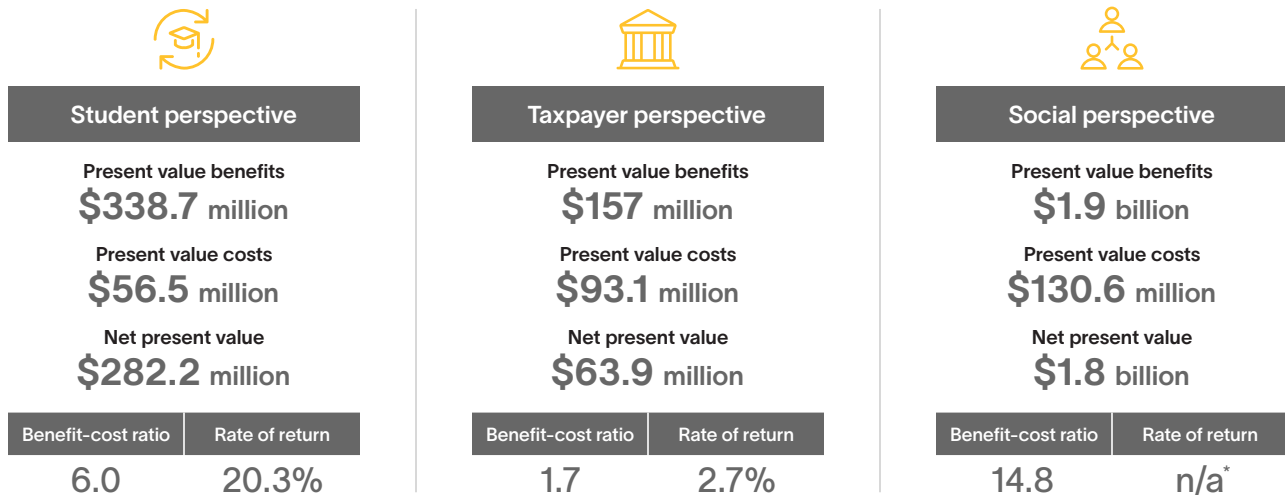 Student perspective
Present value benefits
$338.7 million
Present value costs
$56.5 million
Net present value
$282.2 million
Benefit-cost ratio Rate of return
6.0 20.3%
Taxpayer perspective
Present value benefits
$157 million
Present value costs
$93.1 million
Net present value
$63.9 million
Benefit-cost ratio Rate of return
1.7 2.7%
Social perspective
Present value benefits
$1.9 billion
Present value costs
$130.6 million
Net present value
$1.8 billion
Benefit-cost ratio Rate of return
14.8 n/a*